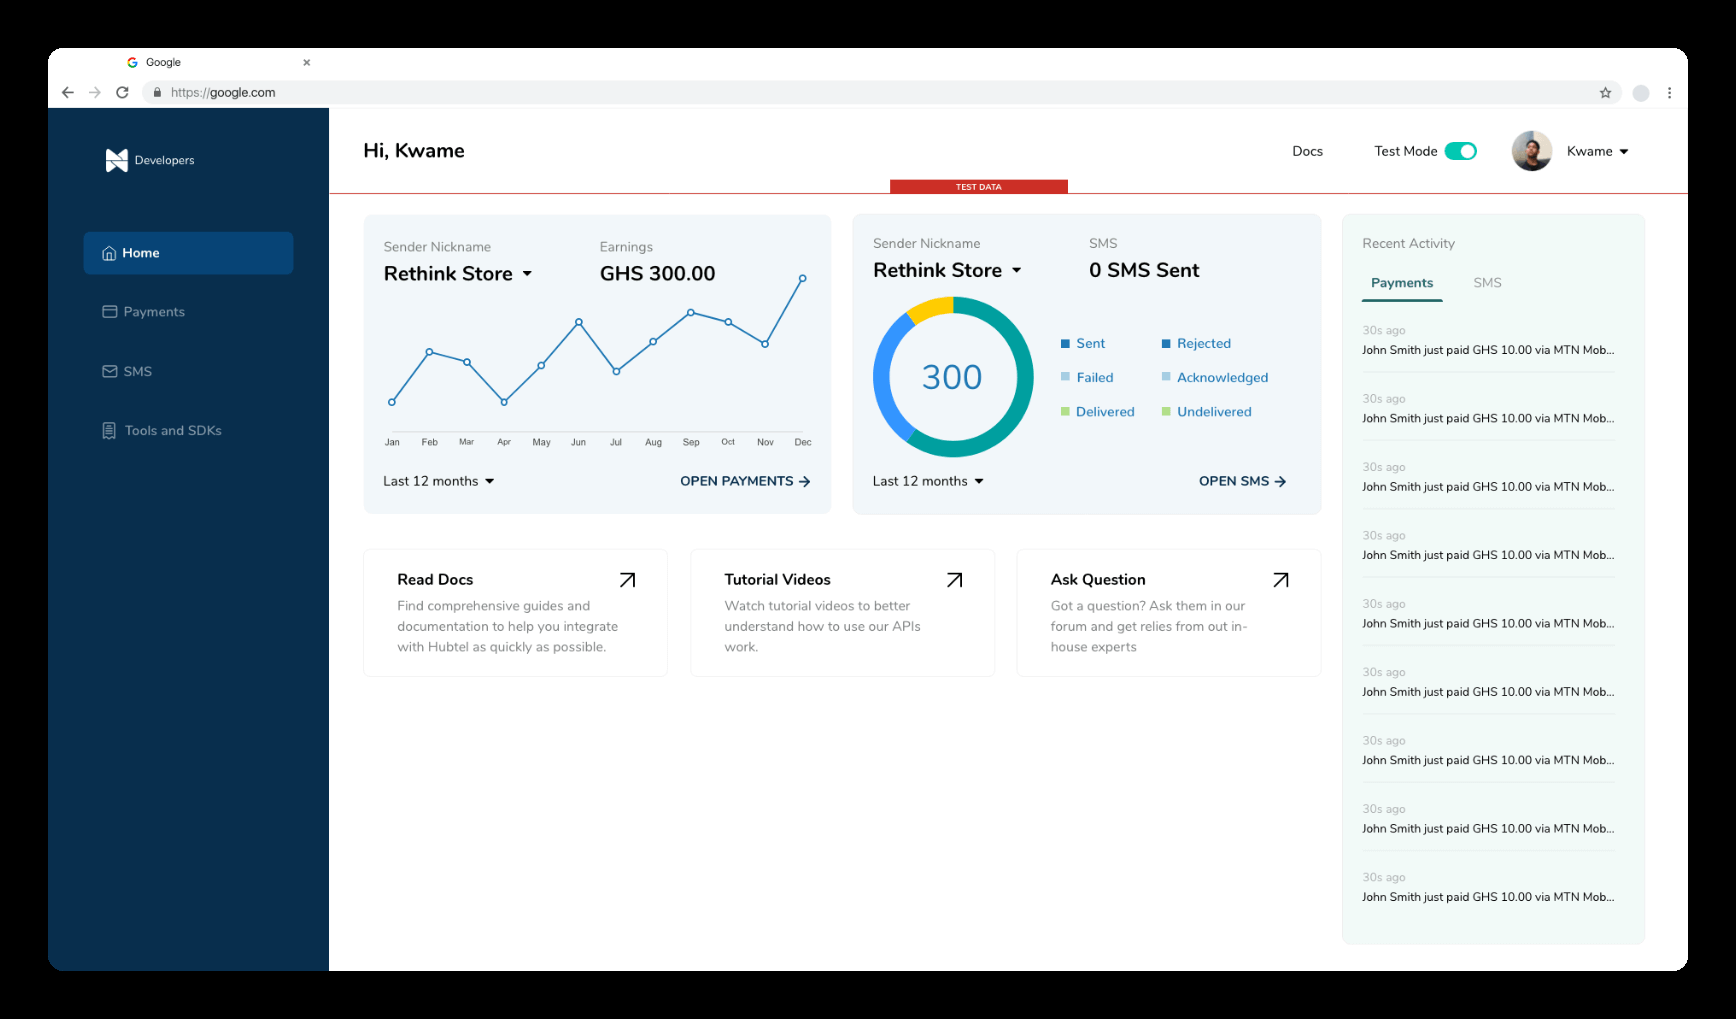 Google
https://google.com
Developers
Home
Payments
SMS
Tools and SDKs
Hi, Kwame
Docs
Test Mode
Kwame
TEST DATA
Sender Nickname
Earnings
Rethink Store
GHS 300.00
Jan Feb Mar Apr May Jun Jul Aug Sep Oct Nov Dec
Last 12 months
OPEN PAYMENTS
Sender Nickname
SMS
Rethink Store
0 SMS Sent
300
Sent
Rejected
Failed
Acknowledged
Delivered
Undelivered
Last 12 months
OPEN SMS
Read Docs
Find comprehensive guides and
documentation to help you integrate
with Hubtel as quickly as possible.
Tutorial Videos
Watch tutorial videos to better
understand how to use our APIs
work.
Ask Question
Got a question? Ask them in our
forum and get relies from out in-
house experts
Recent Activity
Payments
SMS
30s ago
John Smith just paid GHS 10.00 via MTN Mob...
30s ago
John Smith just paid GHS 10.00 via MTN Mob...
30s ago
John Smith just paid GHS 10.00 via MTN Mob...
30s ago
John Smith just paid GHS 10.00 via MTN Mob...
30s ago
John Smith just paid GHS 10.00 via MTN Mob...
30s ago
John Smith just paid GHS 10.00 via MTN Mob...
30s ago
John Smith just paid GHS 10.00 via MTN Mob...
30s ago
John Smith just paid GHS 10.00 via MTN Mob...
30s ago
John Smith just paid GHS 10.00 via MTN Mob...